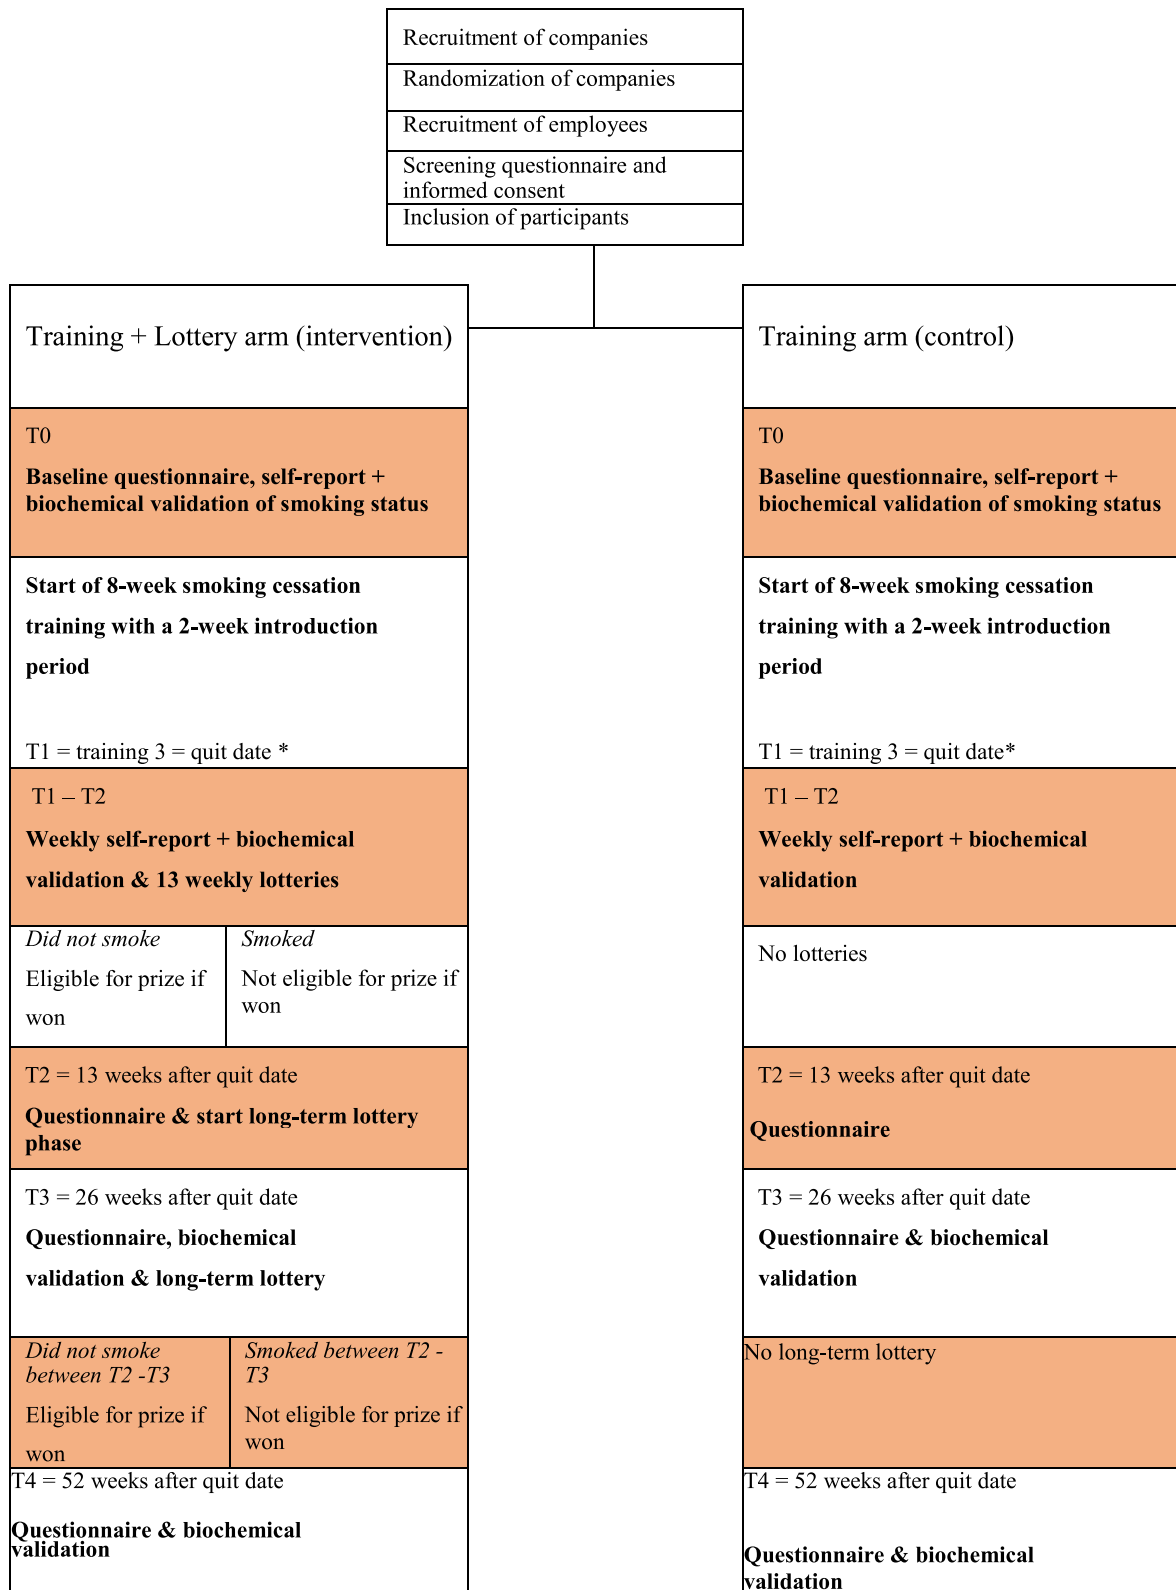 Recruitment of companies
Randomization of companies
Recruitment of employees
Screening questionnaire and
informed consent
Inclusion of participants
Training + Lottery arm (intervention)
T0
Baseline questionnaire, self-report +
biochemical validation of smoking status
Start of 8-week smoking cessation
training with a 2-week introduction
period
T1 = training 3 = quit date *
T1 – T2
Weekly self-report + biochemical
validation & 13 weekly lotteries
Did not smoke
Eligible for prize if
won
Smoked
Not eligible for prize if
won
T2 = 13 weeks after quit date
Questionnaire & start long-term lottery
phase
T3 = 26 weeks after quit date
Questionnaire, biochemical
validation & long-term lottery
Did not smoke
between T2 -T3
Eligible for prize if
won
Smoked between T2 -
T3
Not eligible for prize if
won
T4 = 52 weeks after quit date
Questionnaire & biochemical
validation
Training arm (control)
T0
Baseline questionnaire, self-report +
biochemical validation of smoking status
Start of 8-week smoking cessation
training with a 2-week introduction
period
T1 = training 3 = quit date*
T1 – T2
Weekly self-report + biochemical
validation
No lotteries
T2 = 13 weeks after quit date
Questionnaire
T3 = 26 weeks after quit date
Questionnaire & biochemical
validation
No long-term lottery
T4 = 52 weeks after quit date
Questionnaire & biochemical
validation